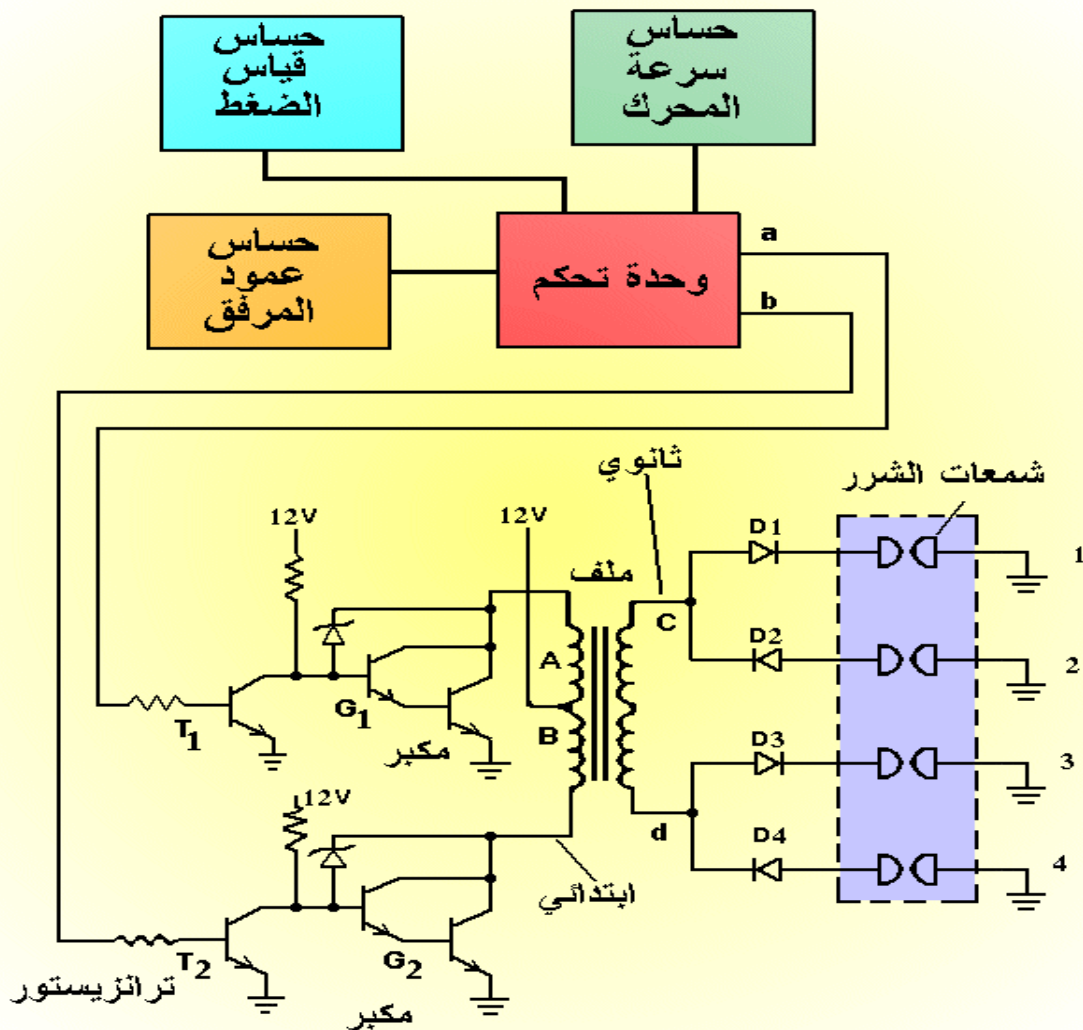 حساس
قياس
الضغط
حساس
سرعة
المحرك
حساس
عمود
المرفق
وحدة تحكم
a
b
ثانوي
شمعات الشرر
12V
12V
ملف
D1
1
C
D2
2
A
G1
T1
مكبر
B
D3
3
12V
d
D4
4
ابتدائي
T2
G2
ترانزيستور
مكبر